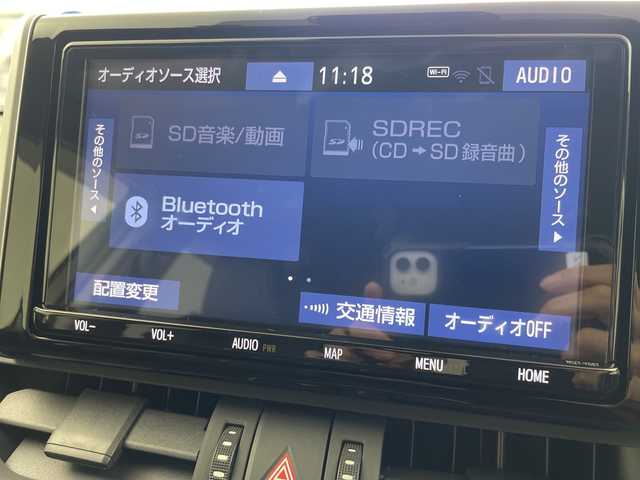 オーディオソース選択
11:18
Wi-Fi
AUDIO
その他のソース
SD
SD音楽/動画
SD
SDREC
(CD→SD録音曲)
その他のソース
Bluetooth
オーディオ
配置変更
交通情報
オーディオOFF
VOL-
VOL+
AUDIO PWR
MAP
MENU
HOME